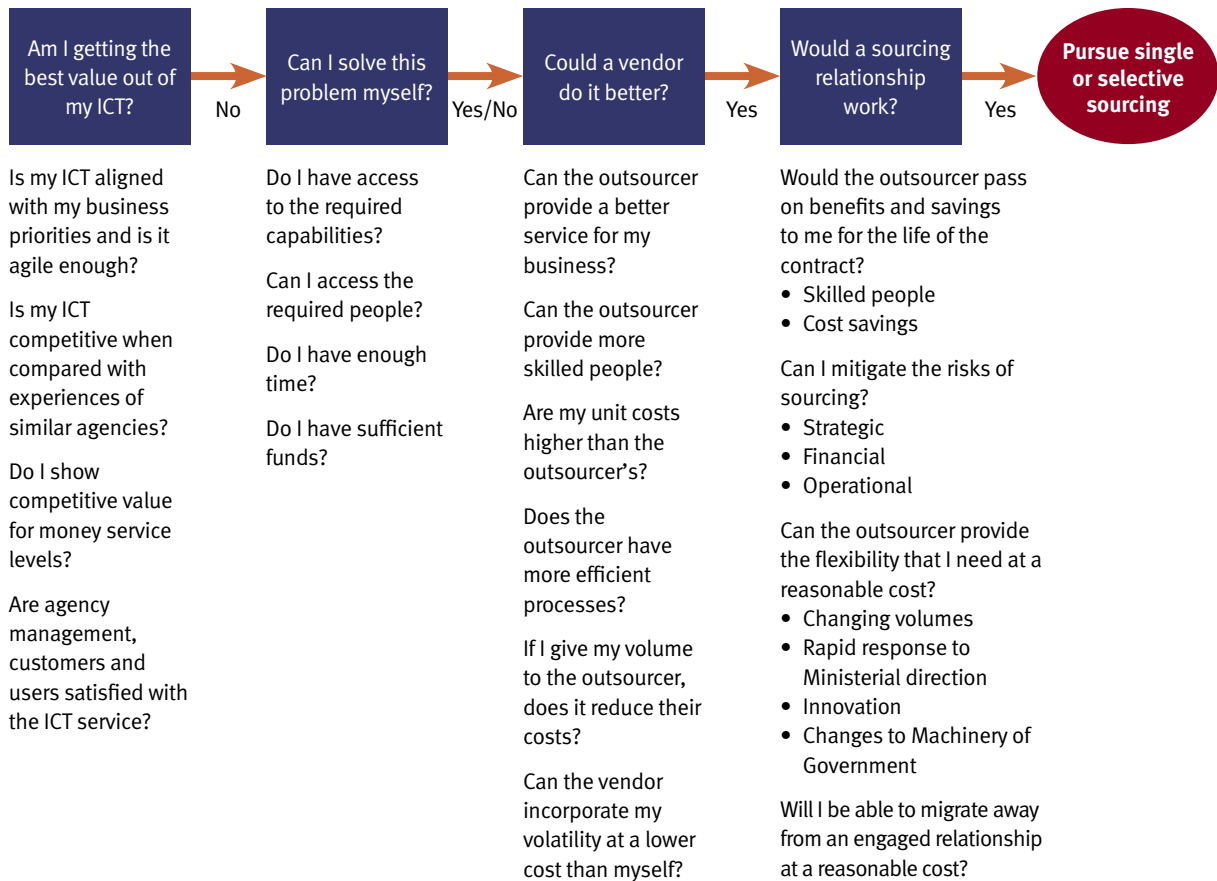 Am I getting the
best value out of
my ICT?
No
Can I solve this
problem myself?
Yes/No
Could a vendor
do it better?
Yes
Would a sourcing
relationship
work?
Yes
Pursue single
or selective
sourcing
Is my ICT aligned
with my business
priorities and is it
agile enough?
Is my ICT
competitive when
compared with
experiences of
similar agencies?
Do I show
competitive value
for money service
levels?
Are agency
management,
customers and
users satisfied with
the ICT service?
Do I have access
to the required
capabilities?
Can I access the
required people?
Do I have enough
time?
Do I have sufficient
funds?
Can the outsourcer
provide a better
service for my
business?
Can the outsourcer
provide more
skilled people?
Are my unit costs
higher than the
outsourcer's?
Does the
outsourcer have
more efficient
processes?
If I give my volume
to the outsourcer,
does it reduce their
costs?
Can the vendor
incorporate my
volatility at a lower
cost than myself?
Would the outsourcer pass
on benefits and savings
to me for the life of the
contract?
• Skilled people
• Cost savings
Can I mitigate the risks of
sourcing?
• Strategic
• Financial
• Operational
Can the outsourcer provide
the flexibility that I need at a
reasonable cost?
• Changing volumes
• Rapid response to
Ministerial direction
• Innovation
• Changes to Machinery of
Government
Will I be able to migrate away
from an engaged relationship
at a reasonable cost?